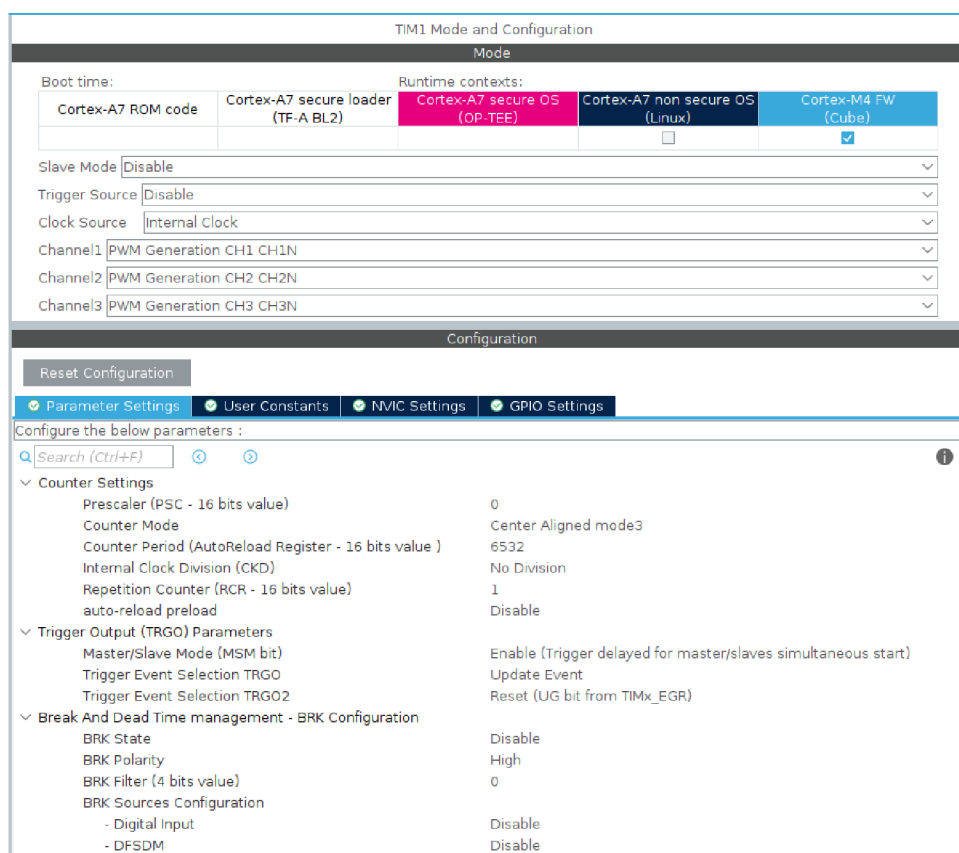 TIM1 Mode and Configuration
Mode
Boot time: Runtime contexts:
Cortex-A7 ROM code Cortex-A7 secure loader (TF-A BL2) Cortex-A7 secure OS (OP-TEE) Cortex-A7 non secure OS (Linux) Cortex-M4 FW (Cube)
Slave Mode Disable
Trigger Source Disable
Clock Source Internal Clock
Channel1 PWM Generation CH1 CH1N
Channel2 PWM Generation CH2 CH2N
Channel3 PWM Generation CH3 CH3N
Configuration
Reset Configuration
Parameter Settings User Constants NVIC Settings GPIO Settings
Configure the below parameters :
Search (Ctrl+F)
Counter Settings
Prescaler (PSC - 16 bits value) 0
Counter Mode Center Aligned mode3
Counter Period (AutoReload Register - 16 bits value ) 6532
Internal Clock Division (CKD) No Division
Repetition Counter (RCR - 16 bits value) 1
auto-reload preload Disable
Trigger Output (TRGO) Parameters
Master/Slave Mode (MSM bit) Enable (Trigger delayed for master/slaves simultaneous start)
Trigger Event Selection TRGO Update Event
Trigger Event Selection TRGO2 Reset (UG bit from TIMx_EGR)
Break And Dead Time management - BRK Configuration
BRK State Disable
BRK Polarity High
BRK Filter (4 bits value) 0
BRK Sources Configuration
- Digital Input Disable
- DFSDM Disable